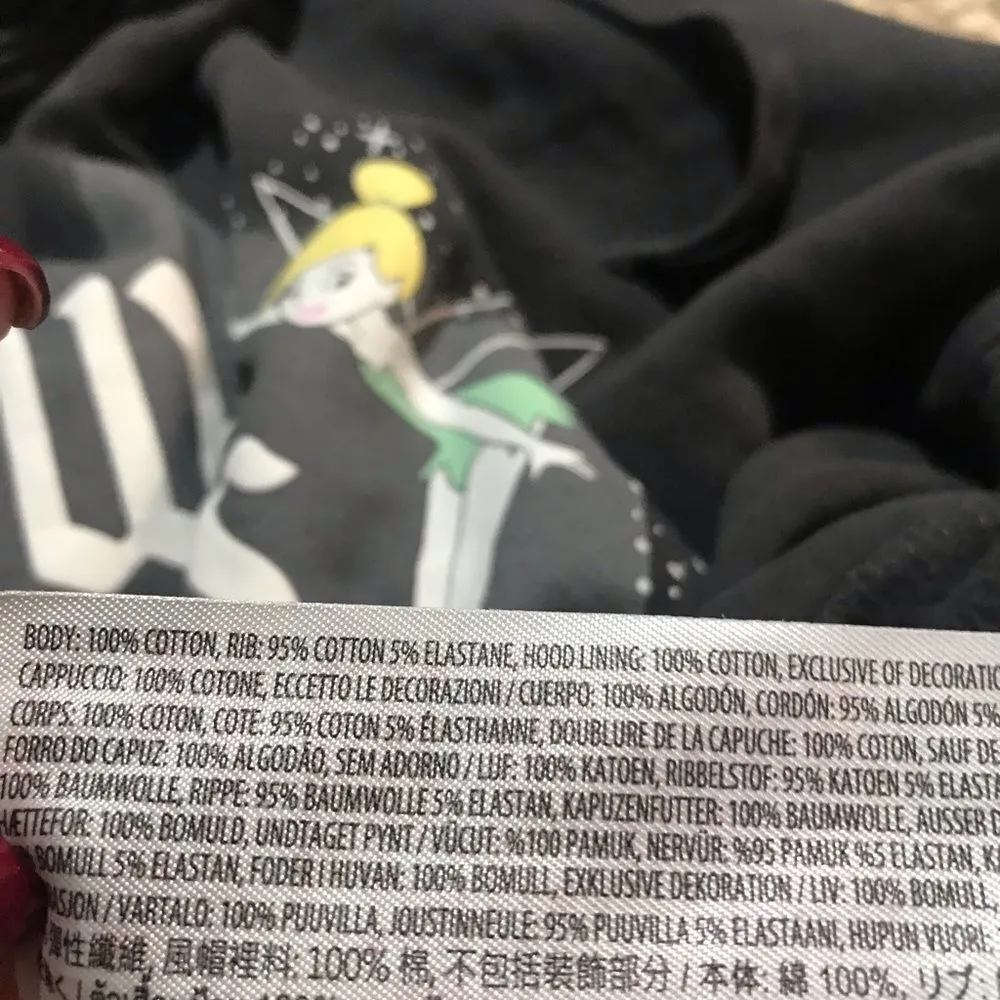 BODY: 100% COTTON, RIB: 95% COTTON 5% ELASTANE, HOOD LINING: 100% COTTON, EXCLUSIVE OF DECORATIO
CAPPUCCIO: 100% COTONE, ECCETTO LE DECORAZIONI / CUERPO: 100% ALGODÓN, CORDÓN: 95% ALGODÓN 5%
CORPS: 100% COTON, COTE: 95% COTON 5% ÉLASTHANNE, DOUBLURE DE LA CAPUCHE: 100% COTON, SAUF DE
FORRO DO CAPUZ: 100% ALGODÃO, SEM ADORNO / LIJF: 100% KATOEN, RIBBELSTOF: 95% KATOEN 5% ELAST
100% BAUMWOLLE, RIPPE: 95% BAUMWOLLE 5% ELASTAN, KAPUZENFUTTER: 100% BAUMWOLLE, AUSSER
HÆTTEFOR: 100% BOMULD, UNDTAGET PYNT / VÜCUT: %100 PAMUK, NERVÜR: %95 PAMUK %5 ELASTAN,
BOMULL 5% ELASTAN, FODER I HUVAN: 100% BOMULL, EXKLUSIVE DEKORATION / LIV: 100% BOMULL,
ASJON / VARTALO: 100% PUUVILLA, JOUSTINNEULE: 95% PUUVILLA 5% ELASTAANI, HUPUN VUORI:
彈性纖維, 風帽裡料: 100% 棉, 不包括裝飾部分 / 本体: 綿 100%, リブ